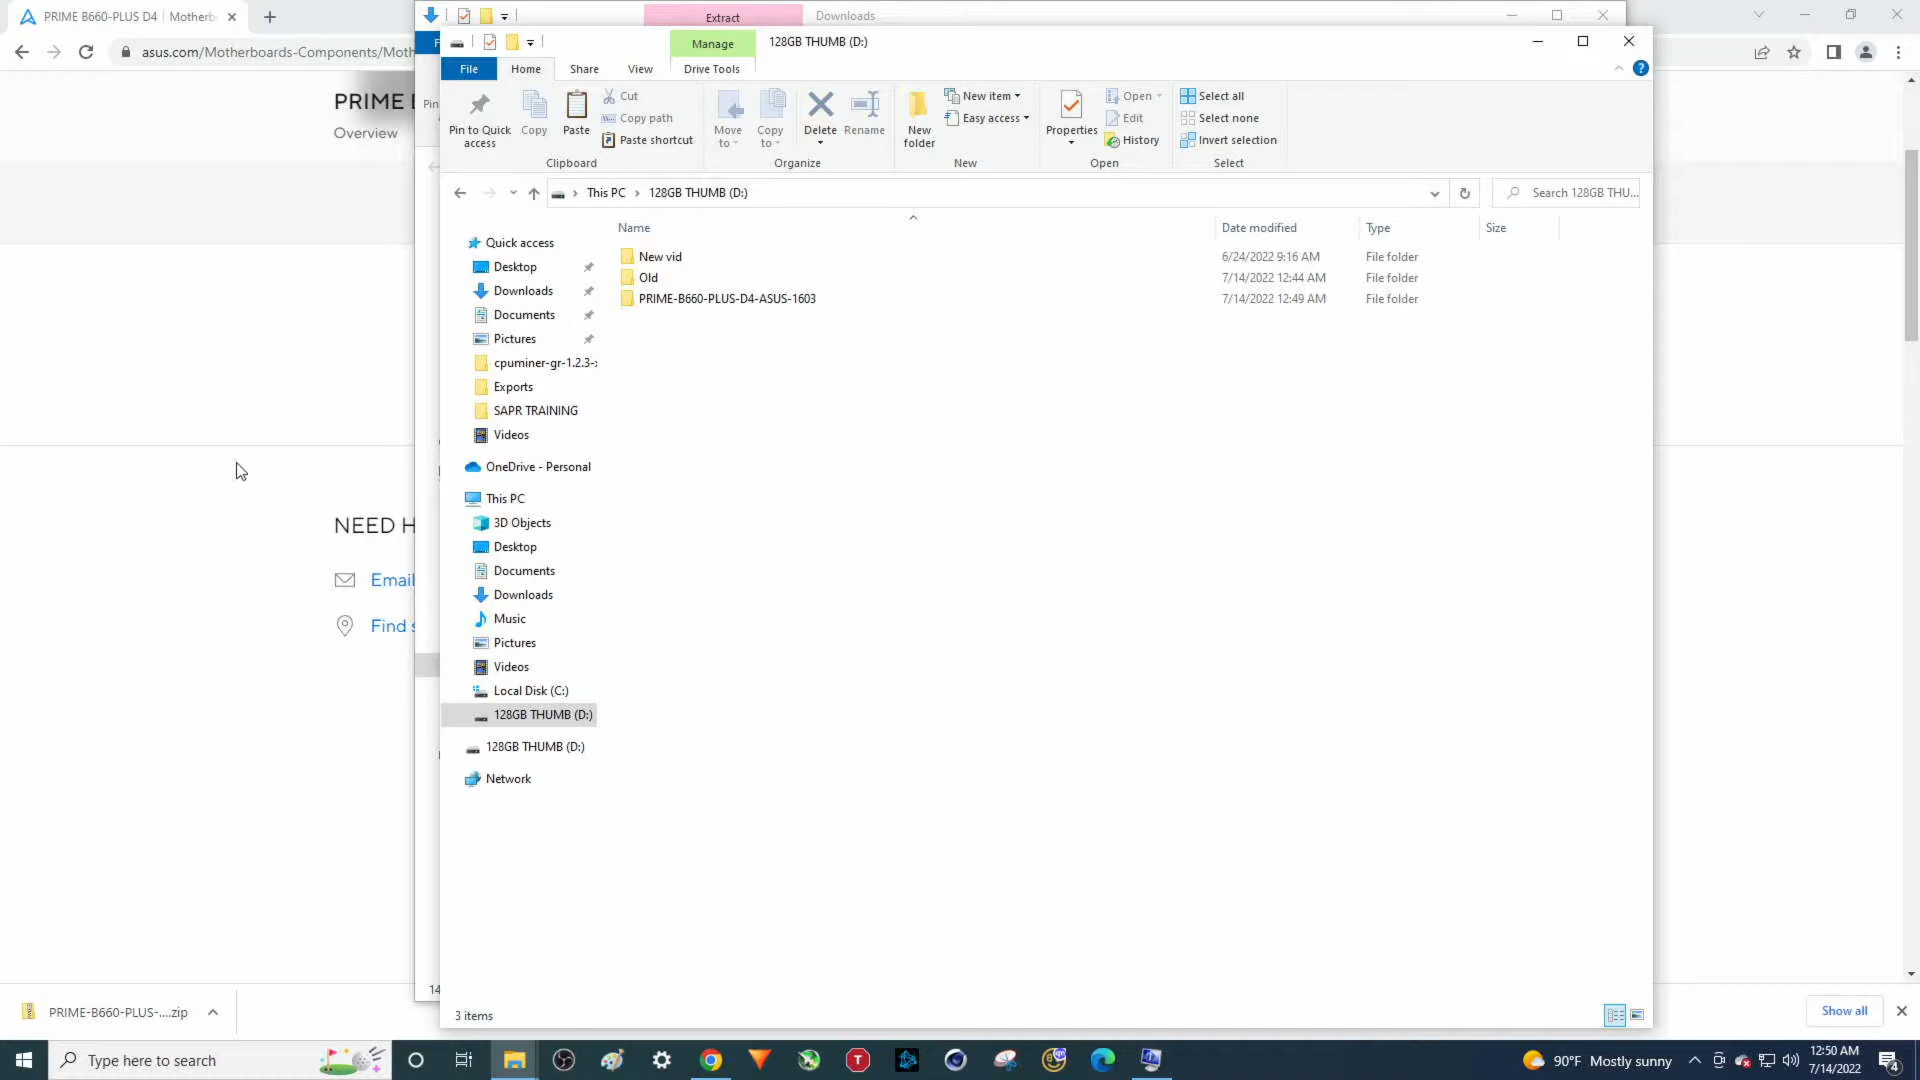 PRIME B660-PLUS D4 | Motherb
Extract
Downloads
asus.com/Motherboards-Components/Moth
Manage
128GB THUMB (D:)
File
Home
Share
View
Drive Tools
PRIME B
Overview
Pin
Pin to Quick access
Copy
Paste
Cut
Copy path
Paste shortcut
Clipboard
Move to
Copy to
Delete
Rename
Organize
New folder
New item
Easy access
New
Properties
Open
Edit
History
Open
Select all
Select none
Invert selection
Select
This PC
128GB THUMB (D:)
Search 128GB THU...
Name
Date modified
Type
Size
New vid
6/24/2022 9:16 AM
File folder
Old
7/14/2022 12:44 AM
File folder
PRIME-B660-PLUS-D4-ASUS-1603
7/14/2022 12:49 AM
File folder
Quick access
Desktop
Downloads
Documents
Pictures
cpuminer-gr-1.2.3-x
Exports
SAPR TRAINING
Videos
OneDrive - Personal
This PC
3D Objects
Desktop
Documents
Downloads
Music
Pictures
Videos
Local Disk (C:)
128GB THUMB (D:)
128GB THUMB (D:)
Network
NEED H
Email
Find s
14
3 items
PRIME-B660-PLUS-....zip
Show all
Type here to search
90°F Mostly sunny
12:50 AM
7/14/2022
4